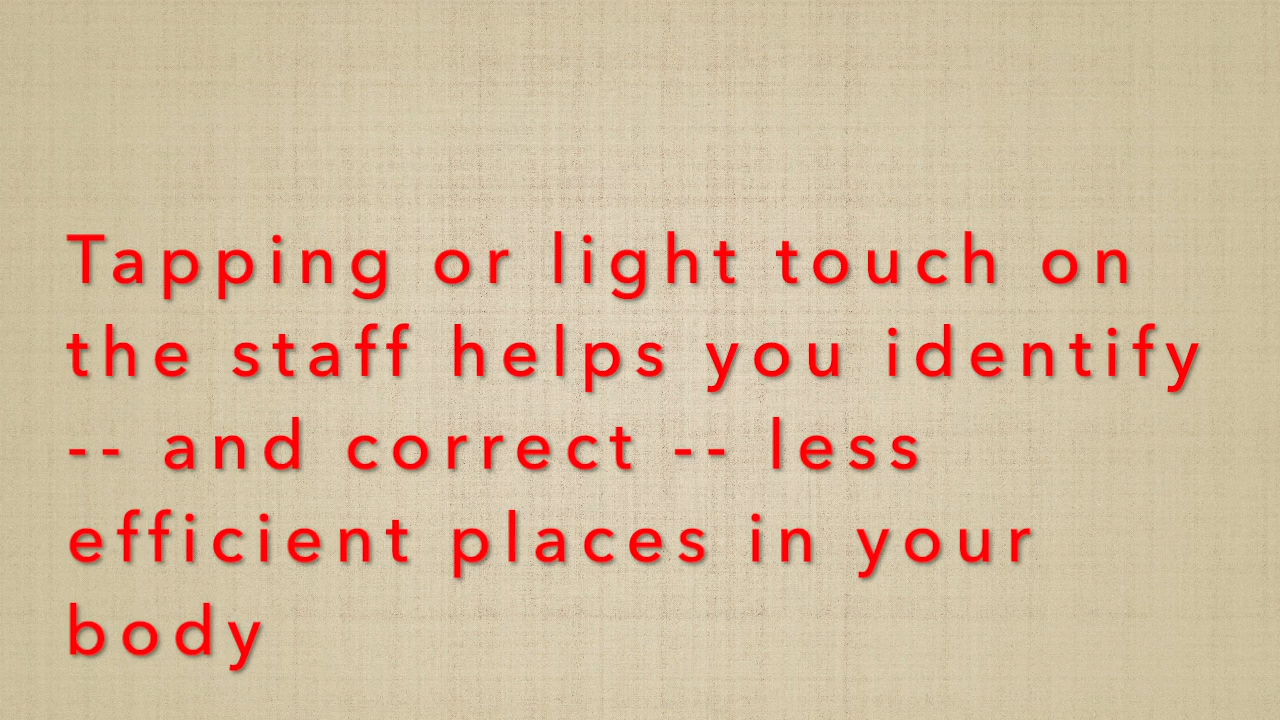 Tapping or light touch on
the staff helps you identify
-- and correct -- less
efficient places in your
body